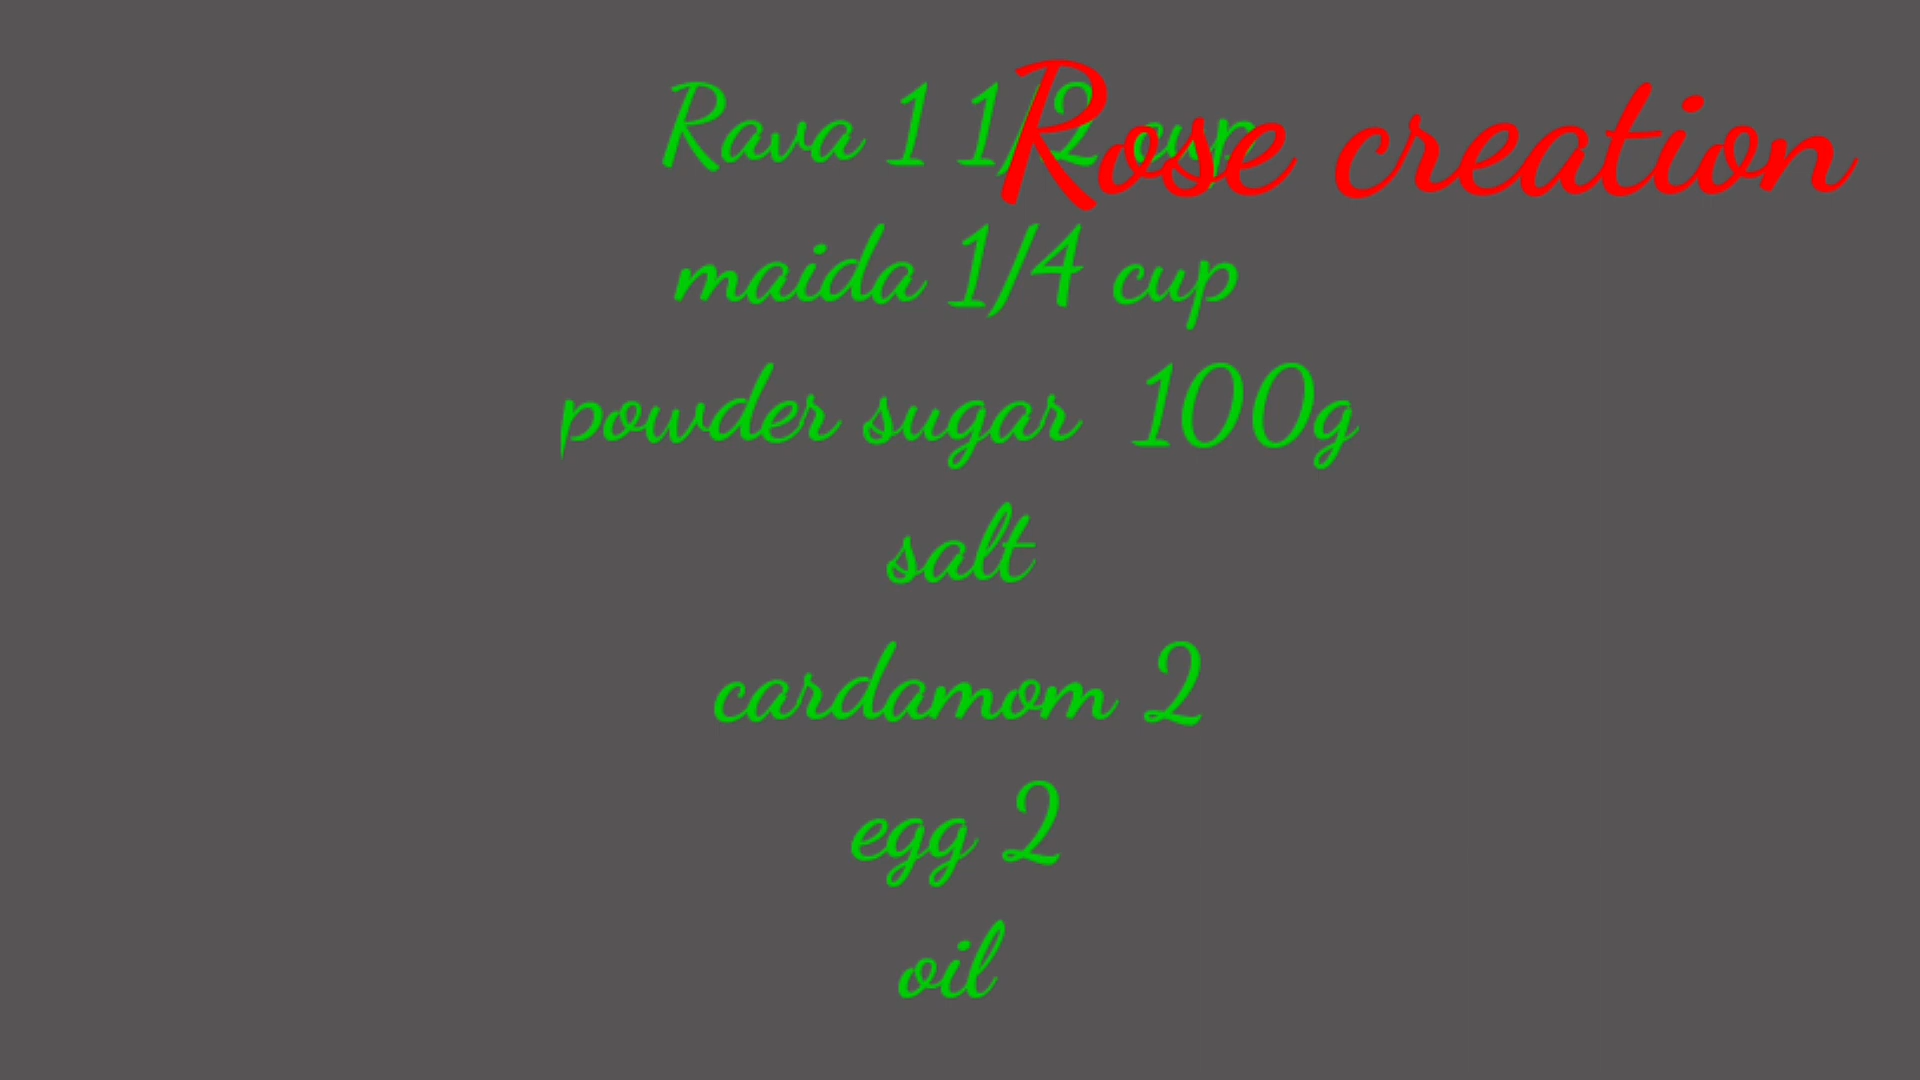 Rava 1 1/2 cup
Rose creation
maida 1/4 cup
powder sugar 100g
salt
cardamom 2
egg 2
oil